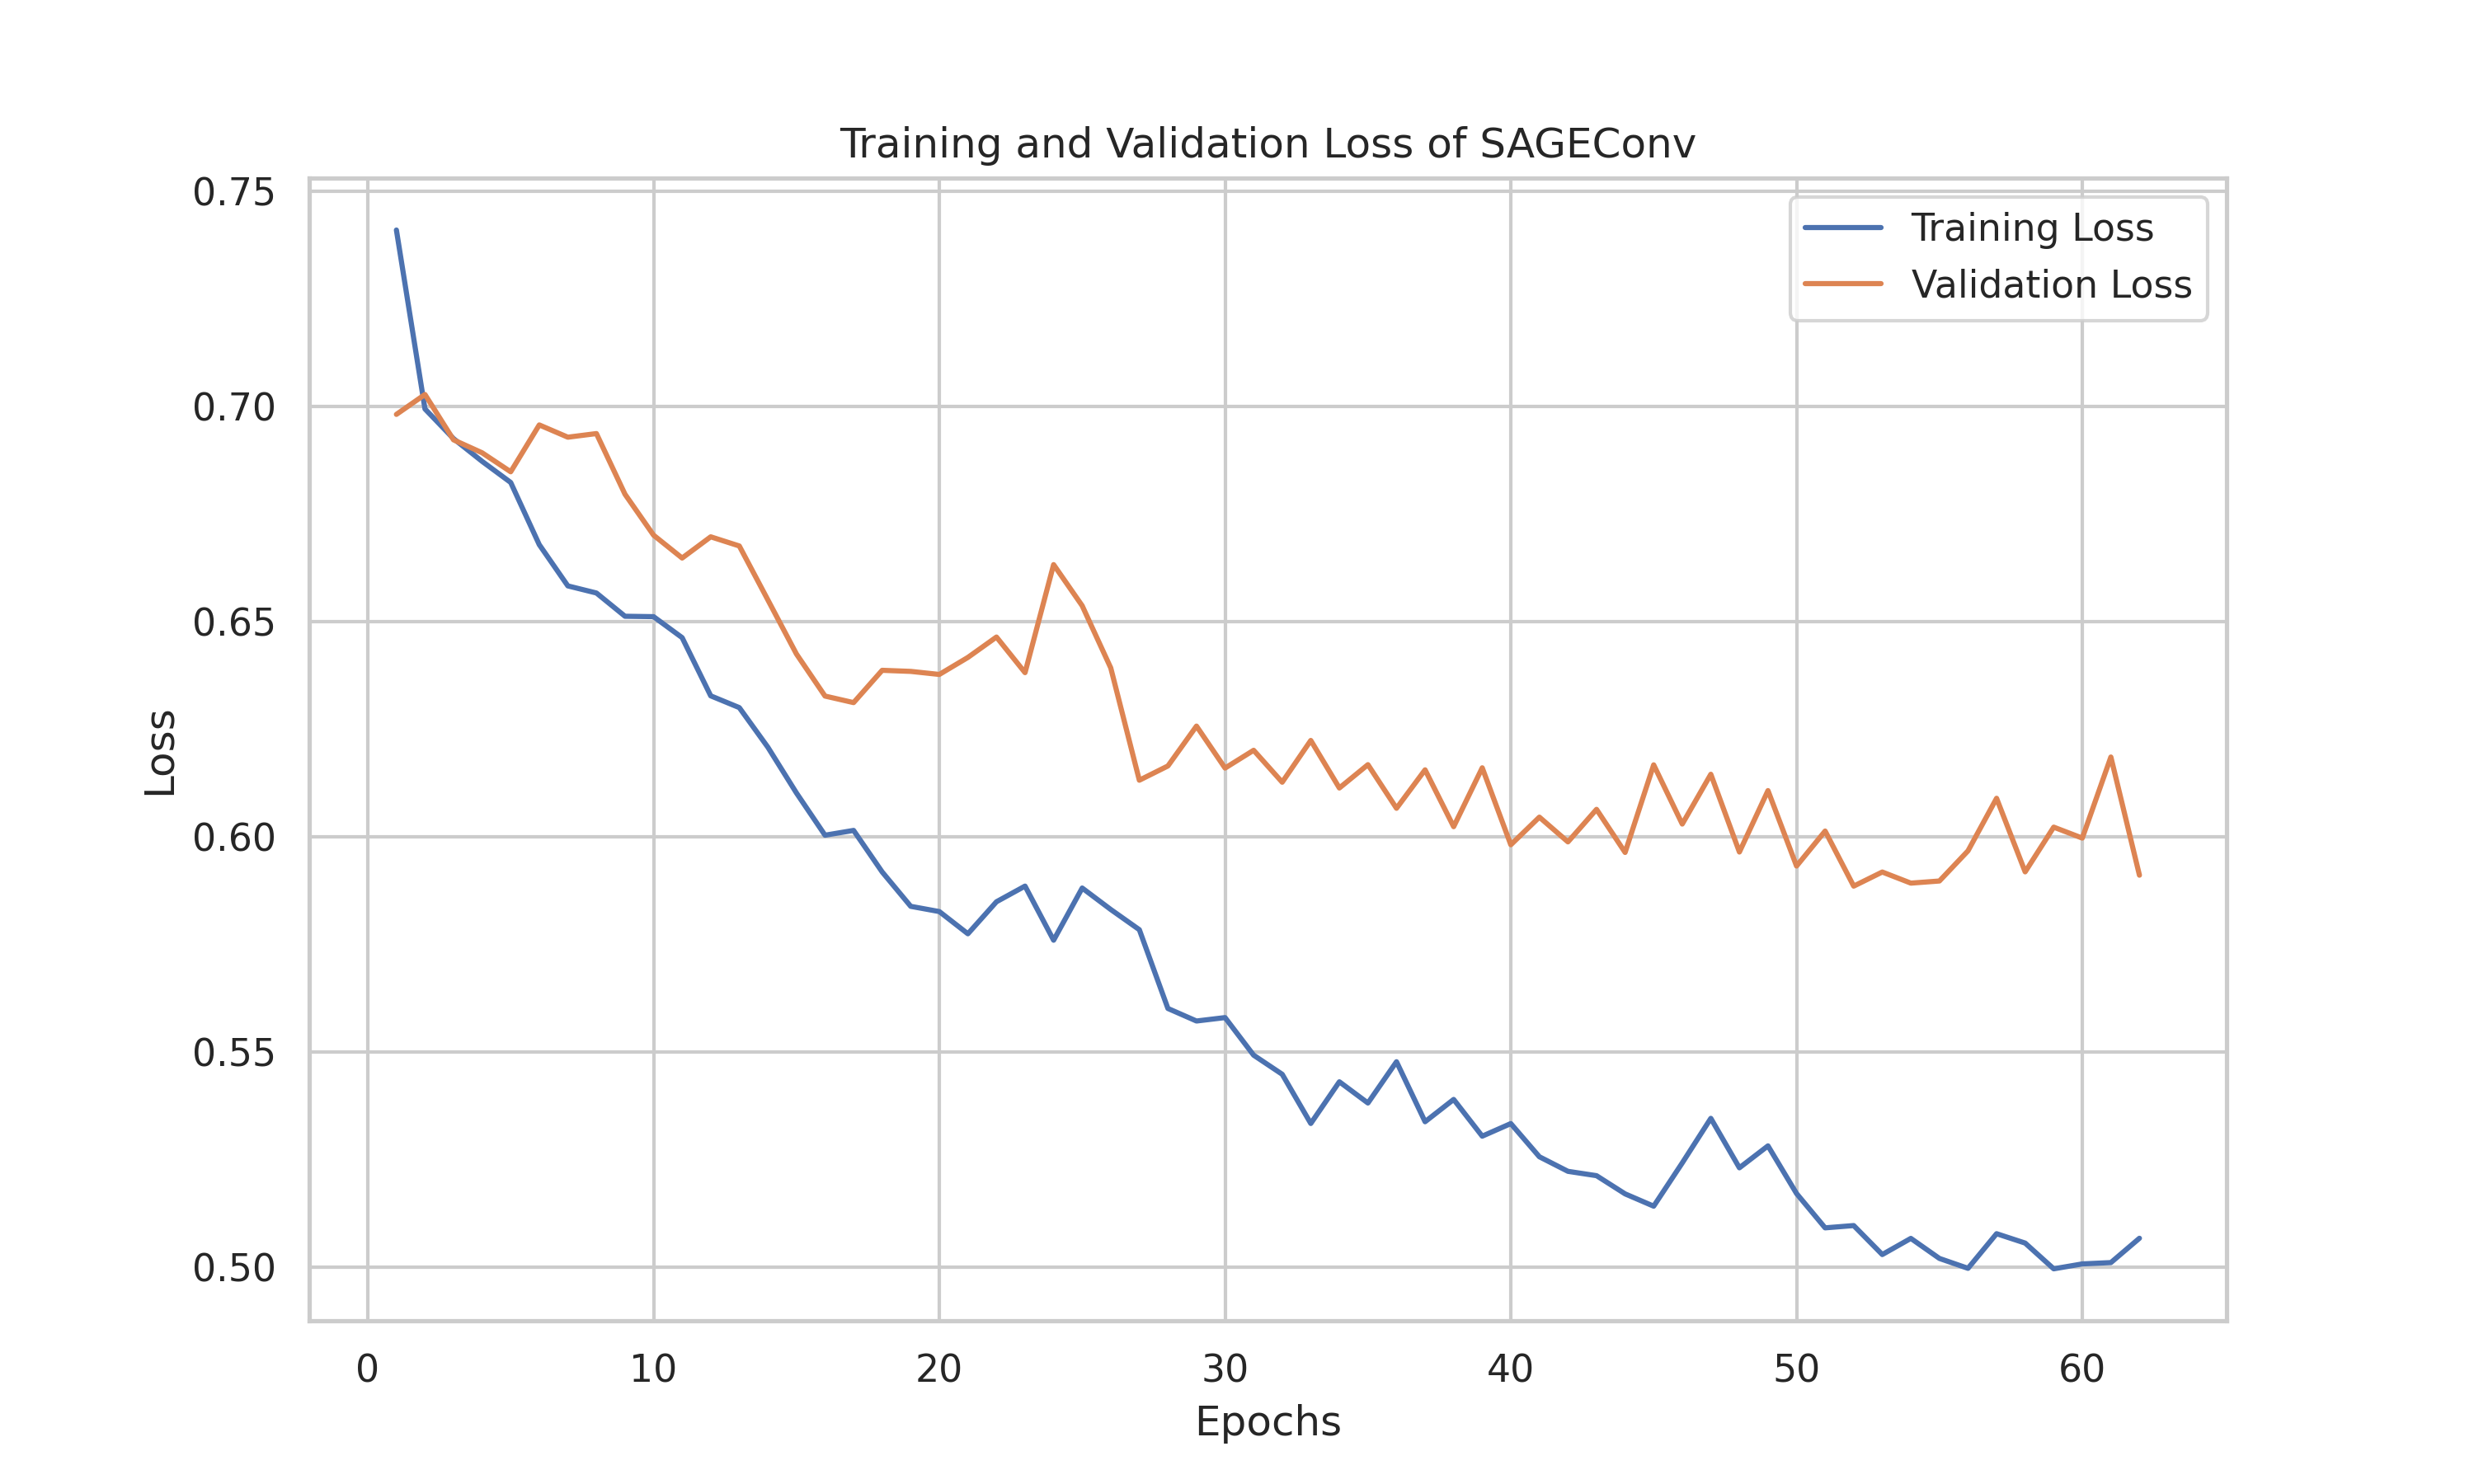 Training and Validation Loss of SAGEConv
Training Loss
Validation Loss
0.75
0.70
0.65
0.60
0.55
0.50
Loss
0 10 20 30 40 50 60
Epochs